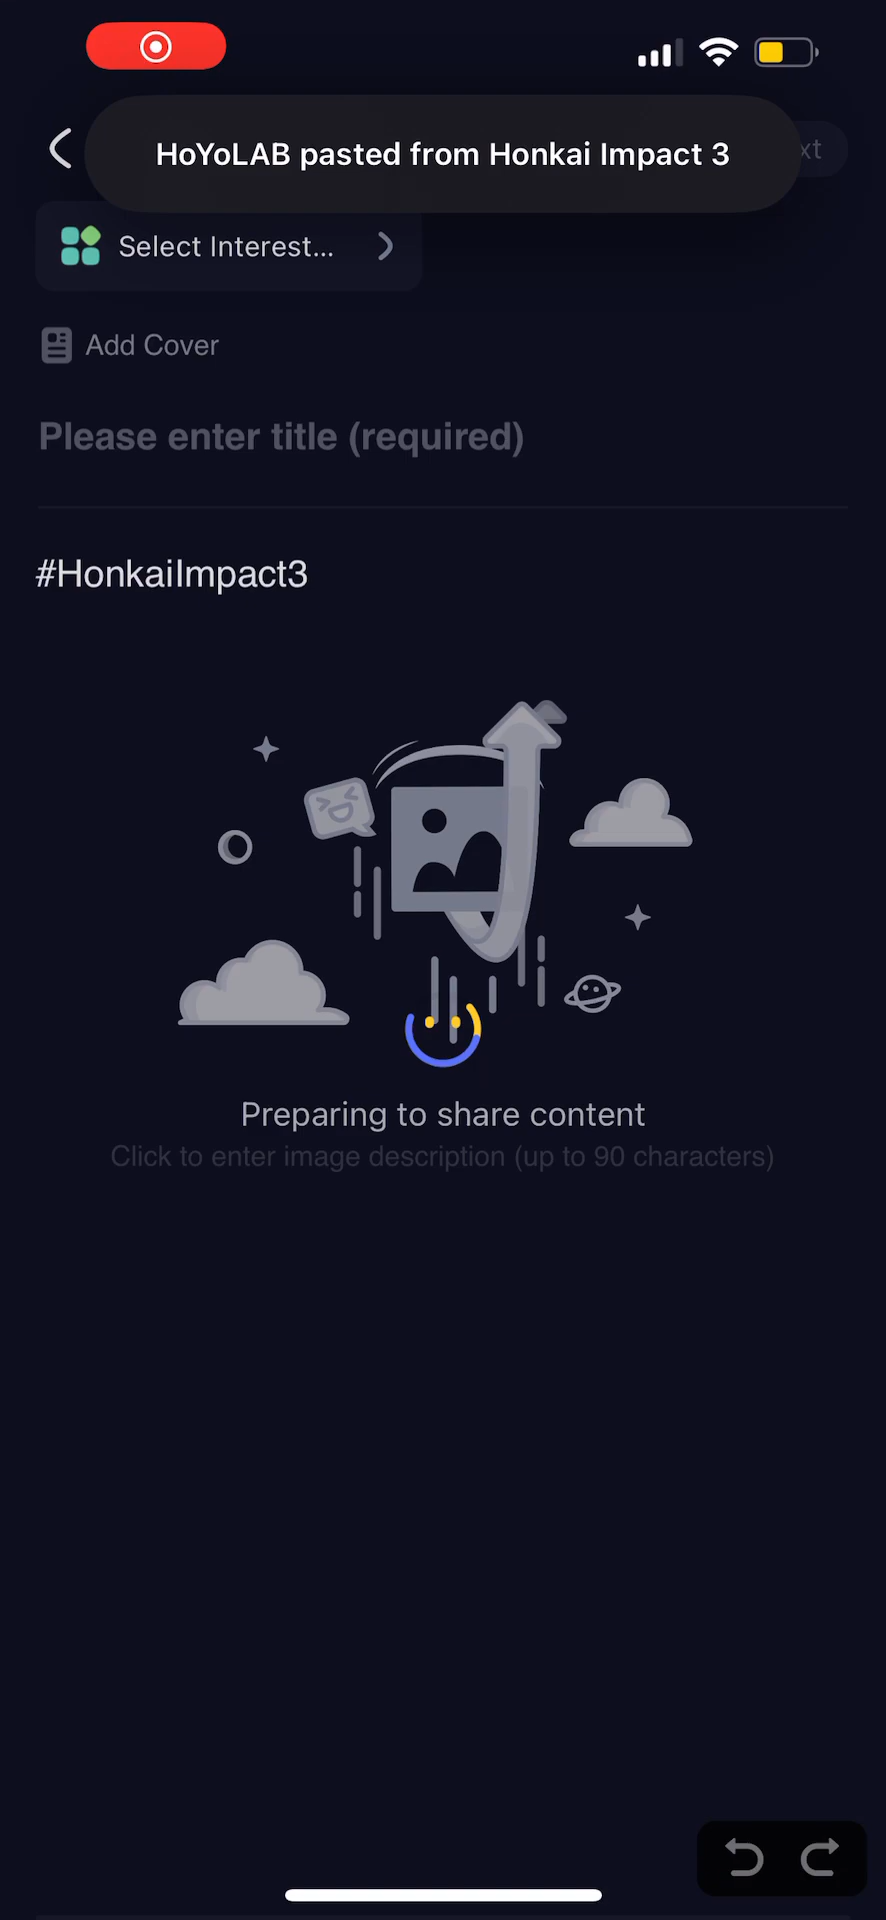 HoYoLAB pasted from Honkai Impact 3
xt
Select Interest...
Add Cover
Please enter title (required)
#HonkaiImpact3
Preparing to share content
Click to enter image description (up to 90 characters)